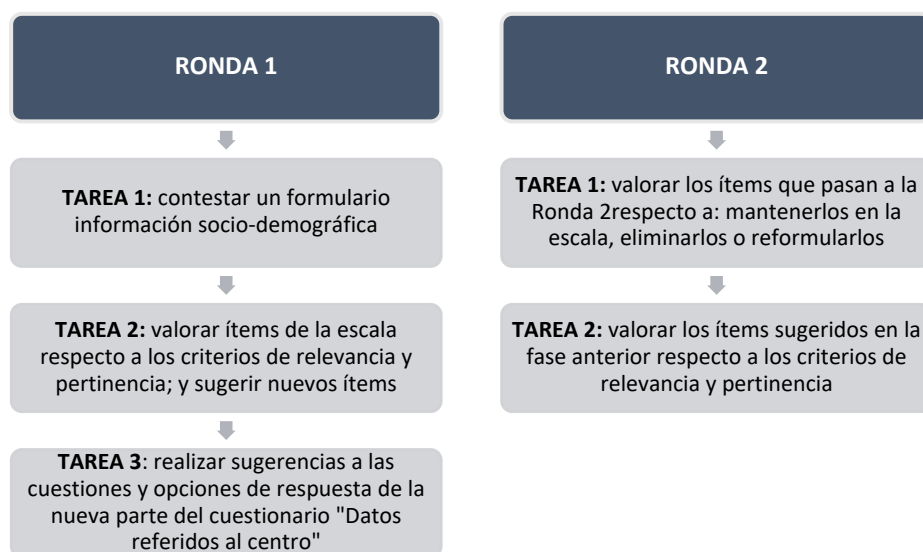 RONDA 1
TAREA 1: contestar un formulario
información socio-demográfica
TAREA 2: valorar ítems de la escala
respecto a los criterios de relevancia y
pertinencia; y sugerir nuevos ítems
TAREA 3: realizar sugerencias a las
cuestiones y opciones de respuesta de la
nueva parte del cuestionario "Datos
referidos al centro"
RONDA 2
TAREA 1: valorar los ítems que pasan a la
Ronda 2respecto a: mantenerlos en la
escala, eliminarlos o reformularlos
TAREA 2: valorar los ítems sugeridos en la
fase anterior respecto a los criterios de
relevancia y pertinencia